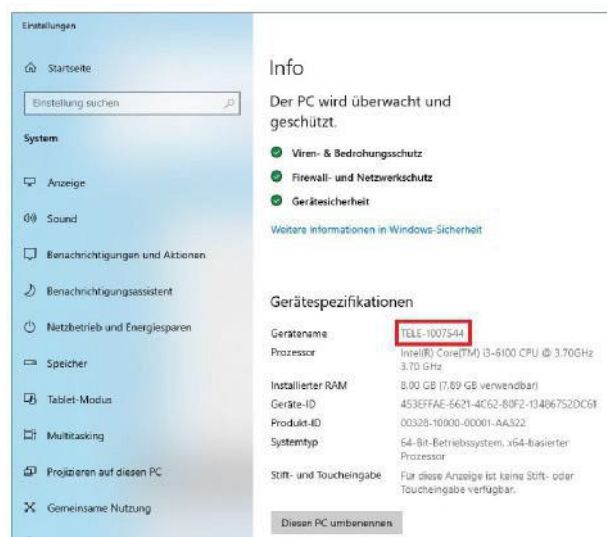 Einstellungen
Startseite
Einstellung suchen
System
Anzeige
Sound
Benachrichtigungen und Aktionen
Benachrichtigungsassistent
Netzbetrieb und Energiesparen
Speicher
Tablet-Modus
Multitasking
Projizieren auf diesen PC
Gemeinsame Nutzung
Info
Der PC wird überwacht und
geschützt.
Viren- & Bedrohungsschutz
Firewall- und Netzwerkschutz
Gerätesicherheit
Weitere Informationen in Windows-Sicherheit
Gerätespezifikationen
Gerätename TELE-1007544
Prozessor Intel(R) Core(TM) i3-6100 CPU @ 3.70GHz
3.70 GHz
Installierter RAM 8,00 GB (7,89 GB verwendbar)
Geräte-ID 453EFFAE-6621-4C62-80F2-13486752DC61
Produkt-ID 00328-10000-00001-AA322
Systemtyp 64-Bit-Betriebssystem, x64-basierter
Prozessor
Stift- und Toucheingabe Für diese Anzeige ist keine Stift- oder
Toucheingabe verfügbar.
Diesen PC umbenennen